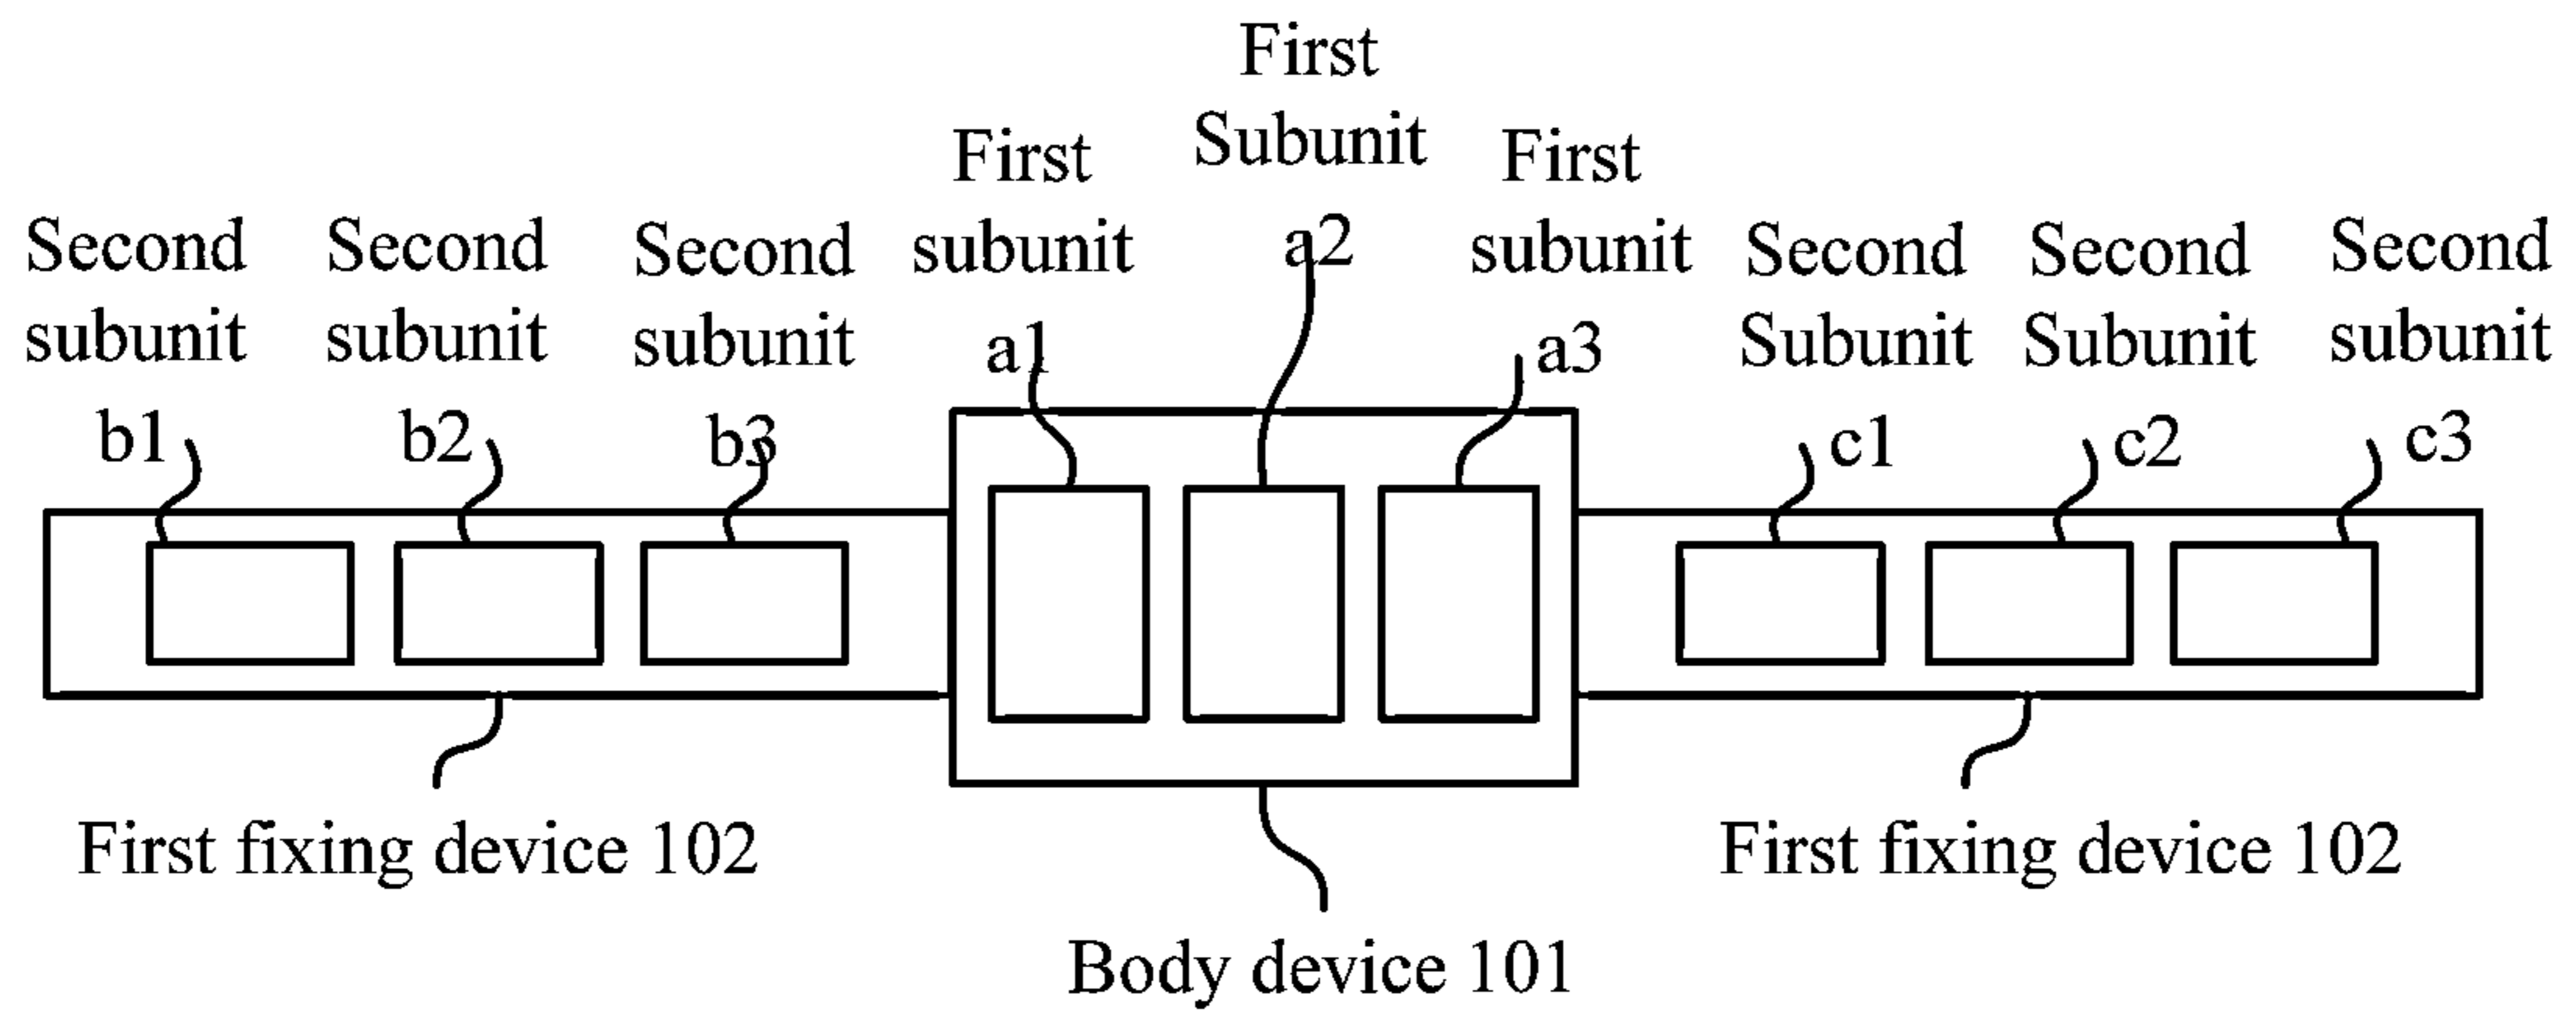 First
Subunit
a2
First
subunit
a1
First
subunit
a3
Second
subunit
b1
Second
subunit
b2
Second
subunit
b3
Second
Subunit
c1
Second
Subunit
c2
Second
subunit
c3
First fixing device 102
First fixing device 102
Body device 101